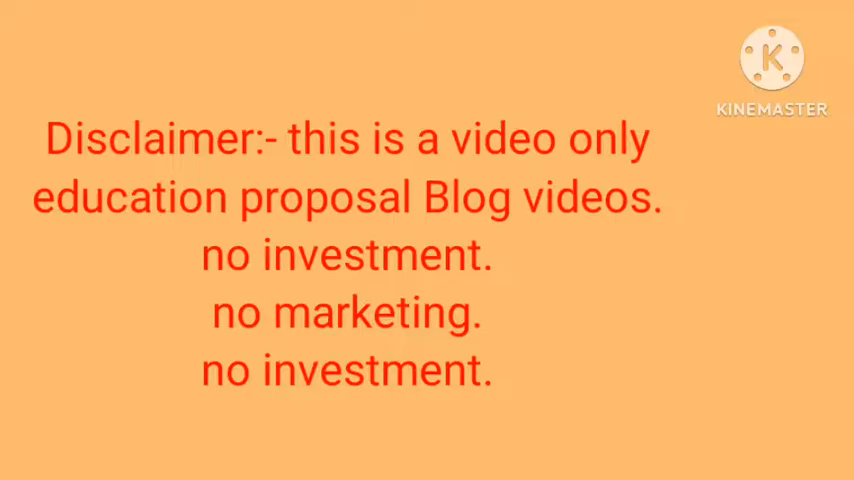 KINEMASTER
Disclaimer:- this is a video only
education proposal Blog videos.
no investment.
no marketing.
no investment.